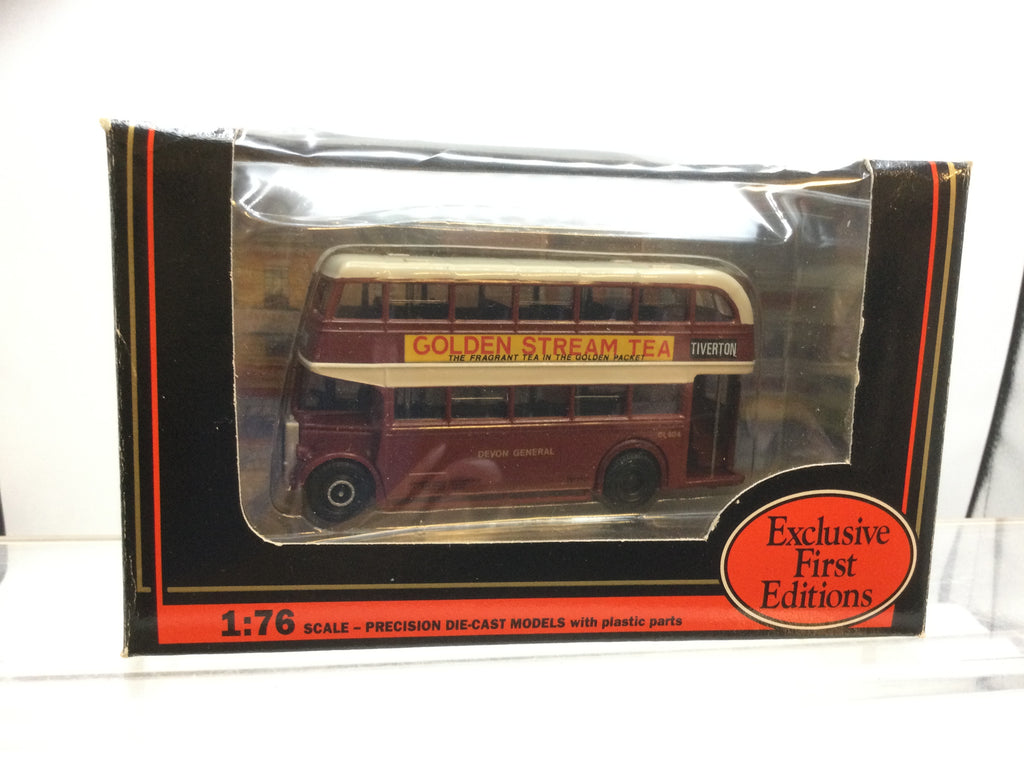 GOLDEN STREAM TEA
THE FRAGRANT TEA IN THE GOLDEN PACKET
TIVERTON
DEVON GENERAL
Exclusive
First
Editions
1:76 SCALE – PRECISION DIE-CAST MODELS with plastic parts